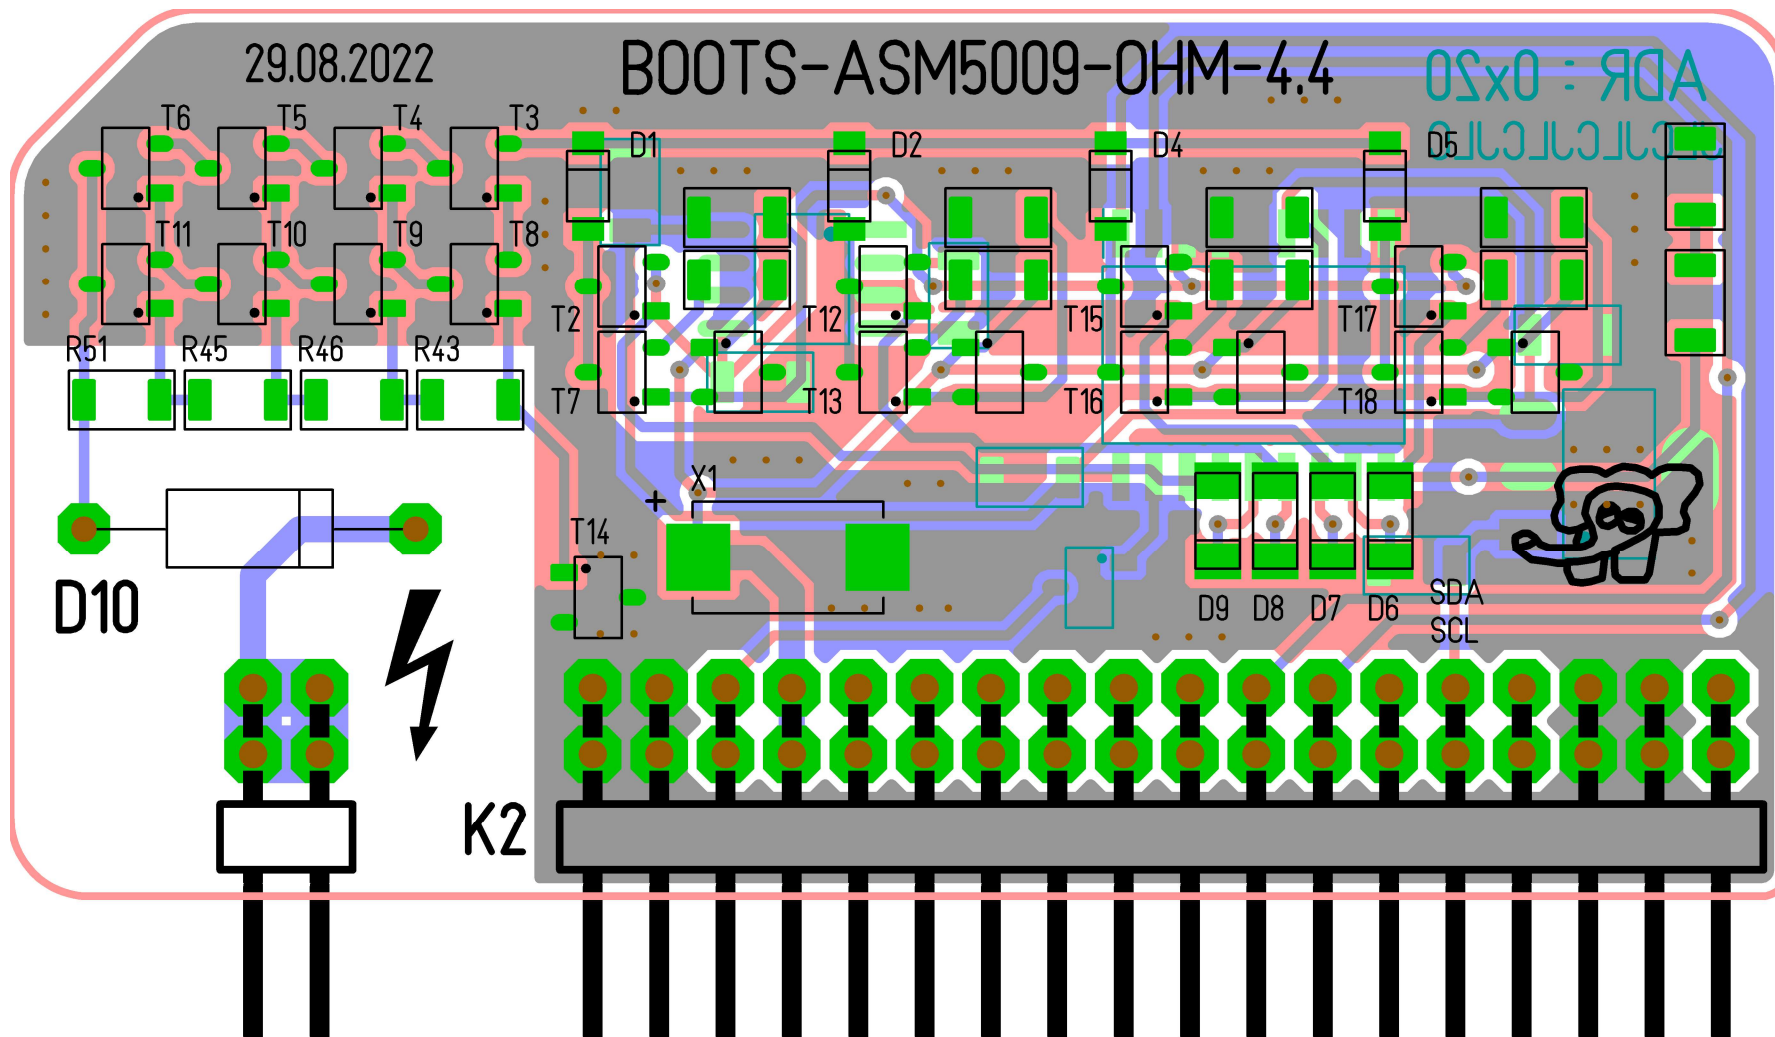 29.08.2022 BOOTS-ASM5009-OHM-4.4
ADR : 0x20
T6 T5 T4 T3 D1 D2 D4 D5
T11 T10 T9 T8
T2 T12 T15 T17
R51 R45 R46 R43
T7 T13 T16 T18
+ X1
T14
D10 D9 D8 D7 D6 SDA
SCL
K2